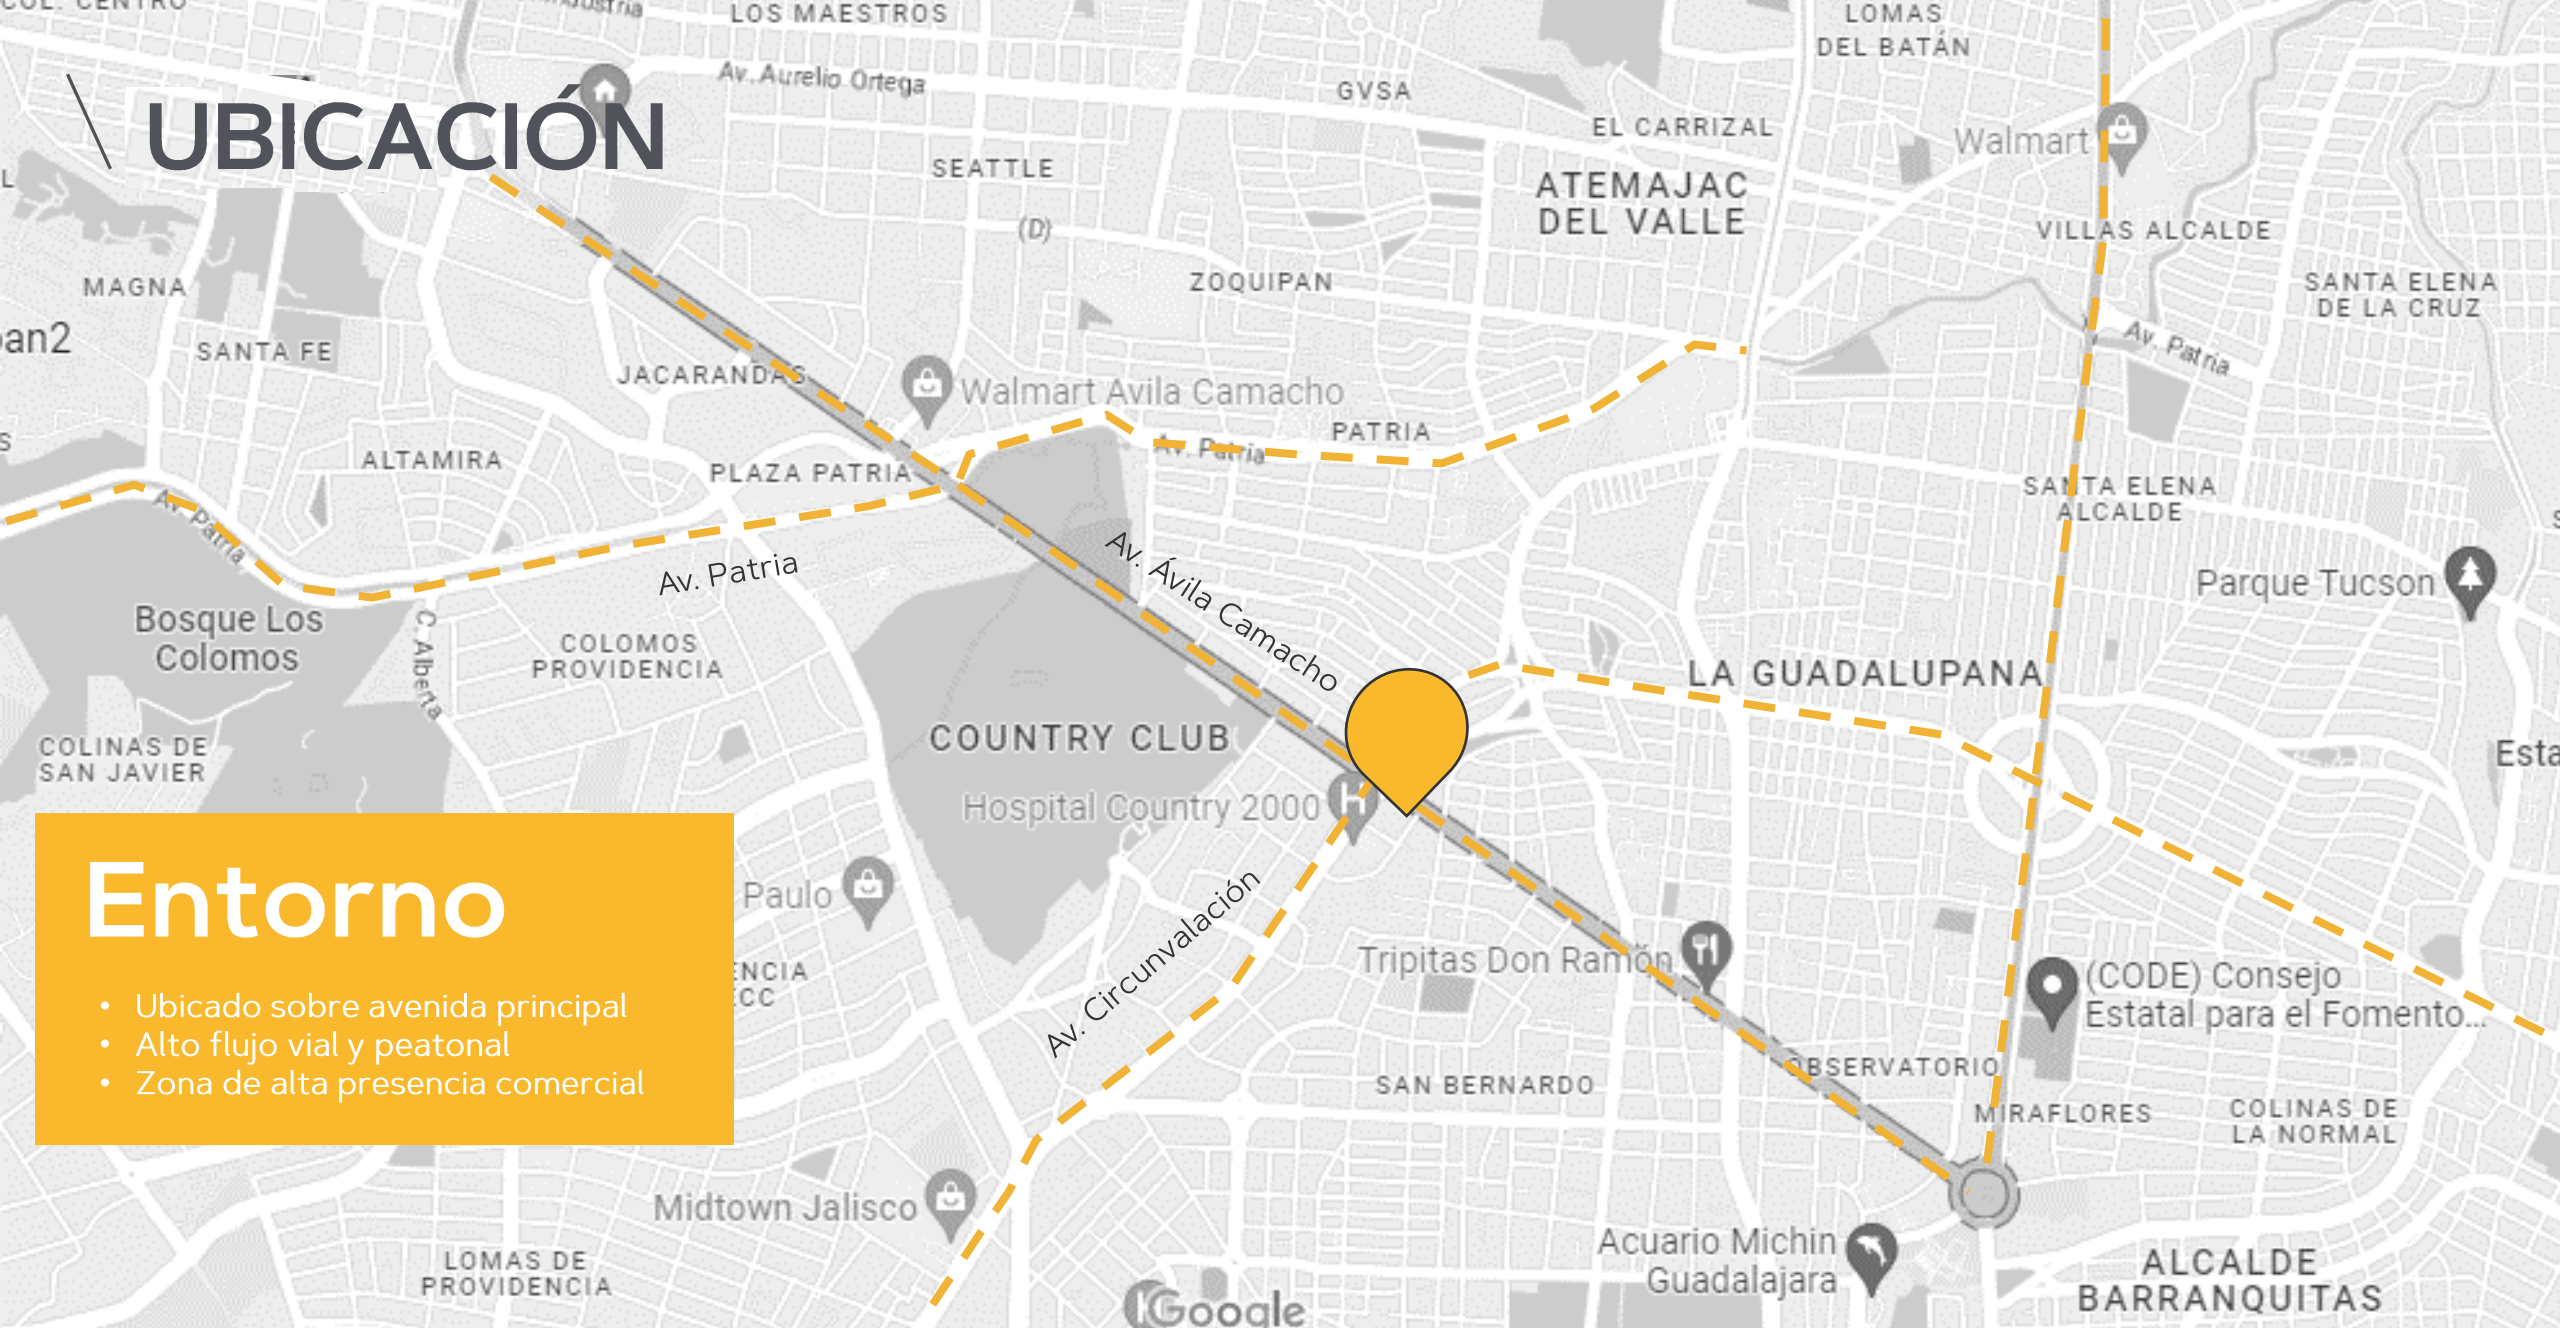 COL. CENTRO
LOS MAESTROS
LOMAS
DEL BATÁN
Av. Aurelio Ortega
GVSA
\ UBICACIÓN
EL CARRIZAL
Walmart
SEATTLE
ATEMAJAC
DEL VALLE
(D)
VILLAS ALCALDE
MAGNA
ZOQUIPAN
SANTA ELENA
DE LA CRUZ
an2
SANTA FE
Av. Patria
JACARANDAS
Walmart Avila Camacho
PATRIA
Av. Patria
ALTAMIRA
PLAZA PATRIA
SANTA ELENA
ALCALDE
Av. Patria
Av. Patria
Av. Ávila Camacho
Parque Tucson
Bosque Los
Colomos
C. Alberta
COLOMOS
PROVIDENCIA
LA GUADALUPANA
COUNTRY CLUB
COLINAS DE
SAN JAVIER
Esta
Hospital Country 2000
H
Entorno
• Ubicado sobre avenida principal
• Alto flujo vial y peatonal
• Zona de alta presencia comercial
Paulo
ENCIA
ECC
Av. Circunvalación
Tripitas Don Ramón
(CODE) Consejo
Estatal para el Fomento...
OBSERVATORIO
SAN BERNARDO
MIRAFLORES
COLINAS DE
LA NORMAL
Midtown Jalisco
LOMAS DE
PROVIDENCIA
Acuario Michin
Guadalajara
ALCALDE
BARRANQUITAS
Google